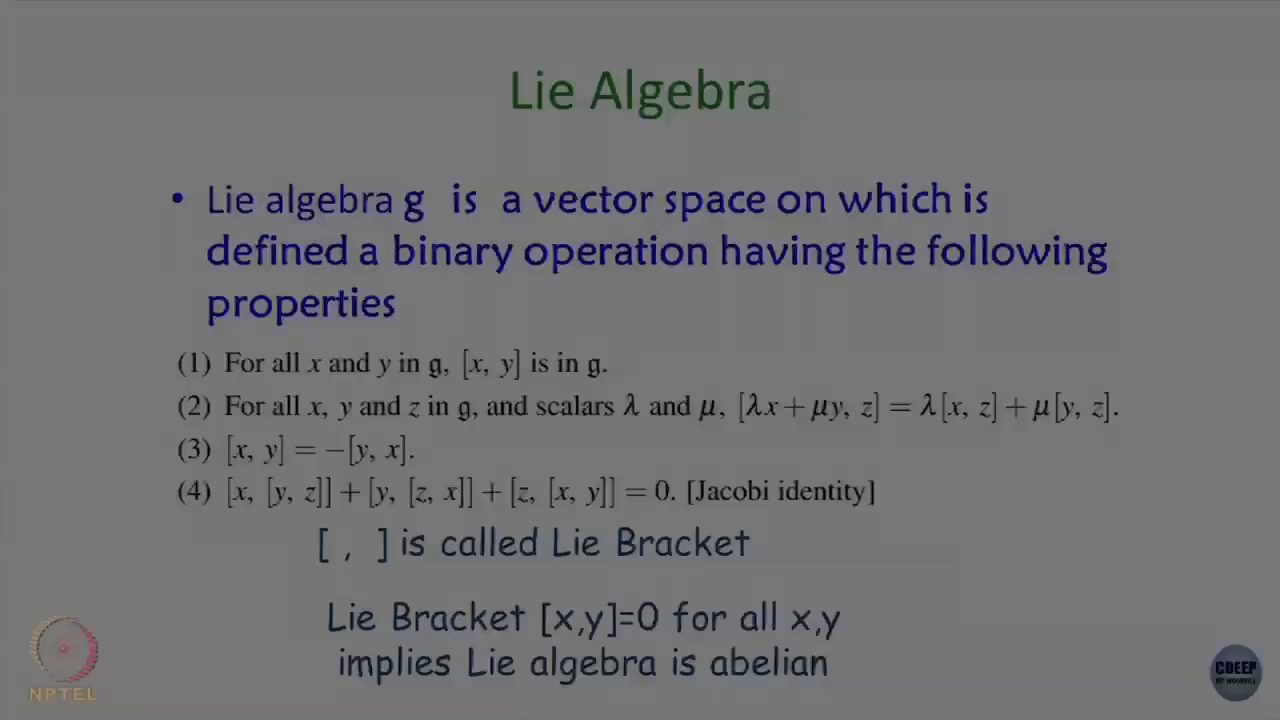 Lie Algebra
• Lie algebra g is a vector space on which is
defined a binary operation having the following
properties
(1) For all x and y in 𝔤, [x, y] is in 𝔤.
(2) For all x, y and z in 𝔤, and scalars λ and μ, [λx + μy, z] = λ[x, z] + μ[y, z].
(3) [x, y] = −[y, x].
(4) [x, [y, z]] + [y, [z, x]] + [z, [x, y]] = 0. [Jacobi identity]
[ , ] is called Lie Bracket
Lie Bracket [x,y]=0 for all x,y
implies Lie algebra is abelian
NPTEL
CDEEP
IIT BOMBAY